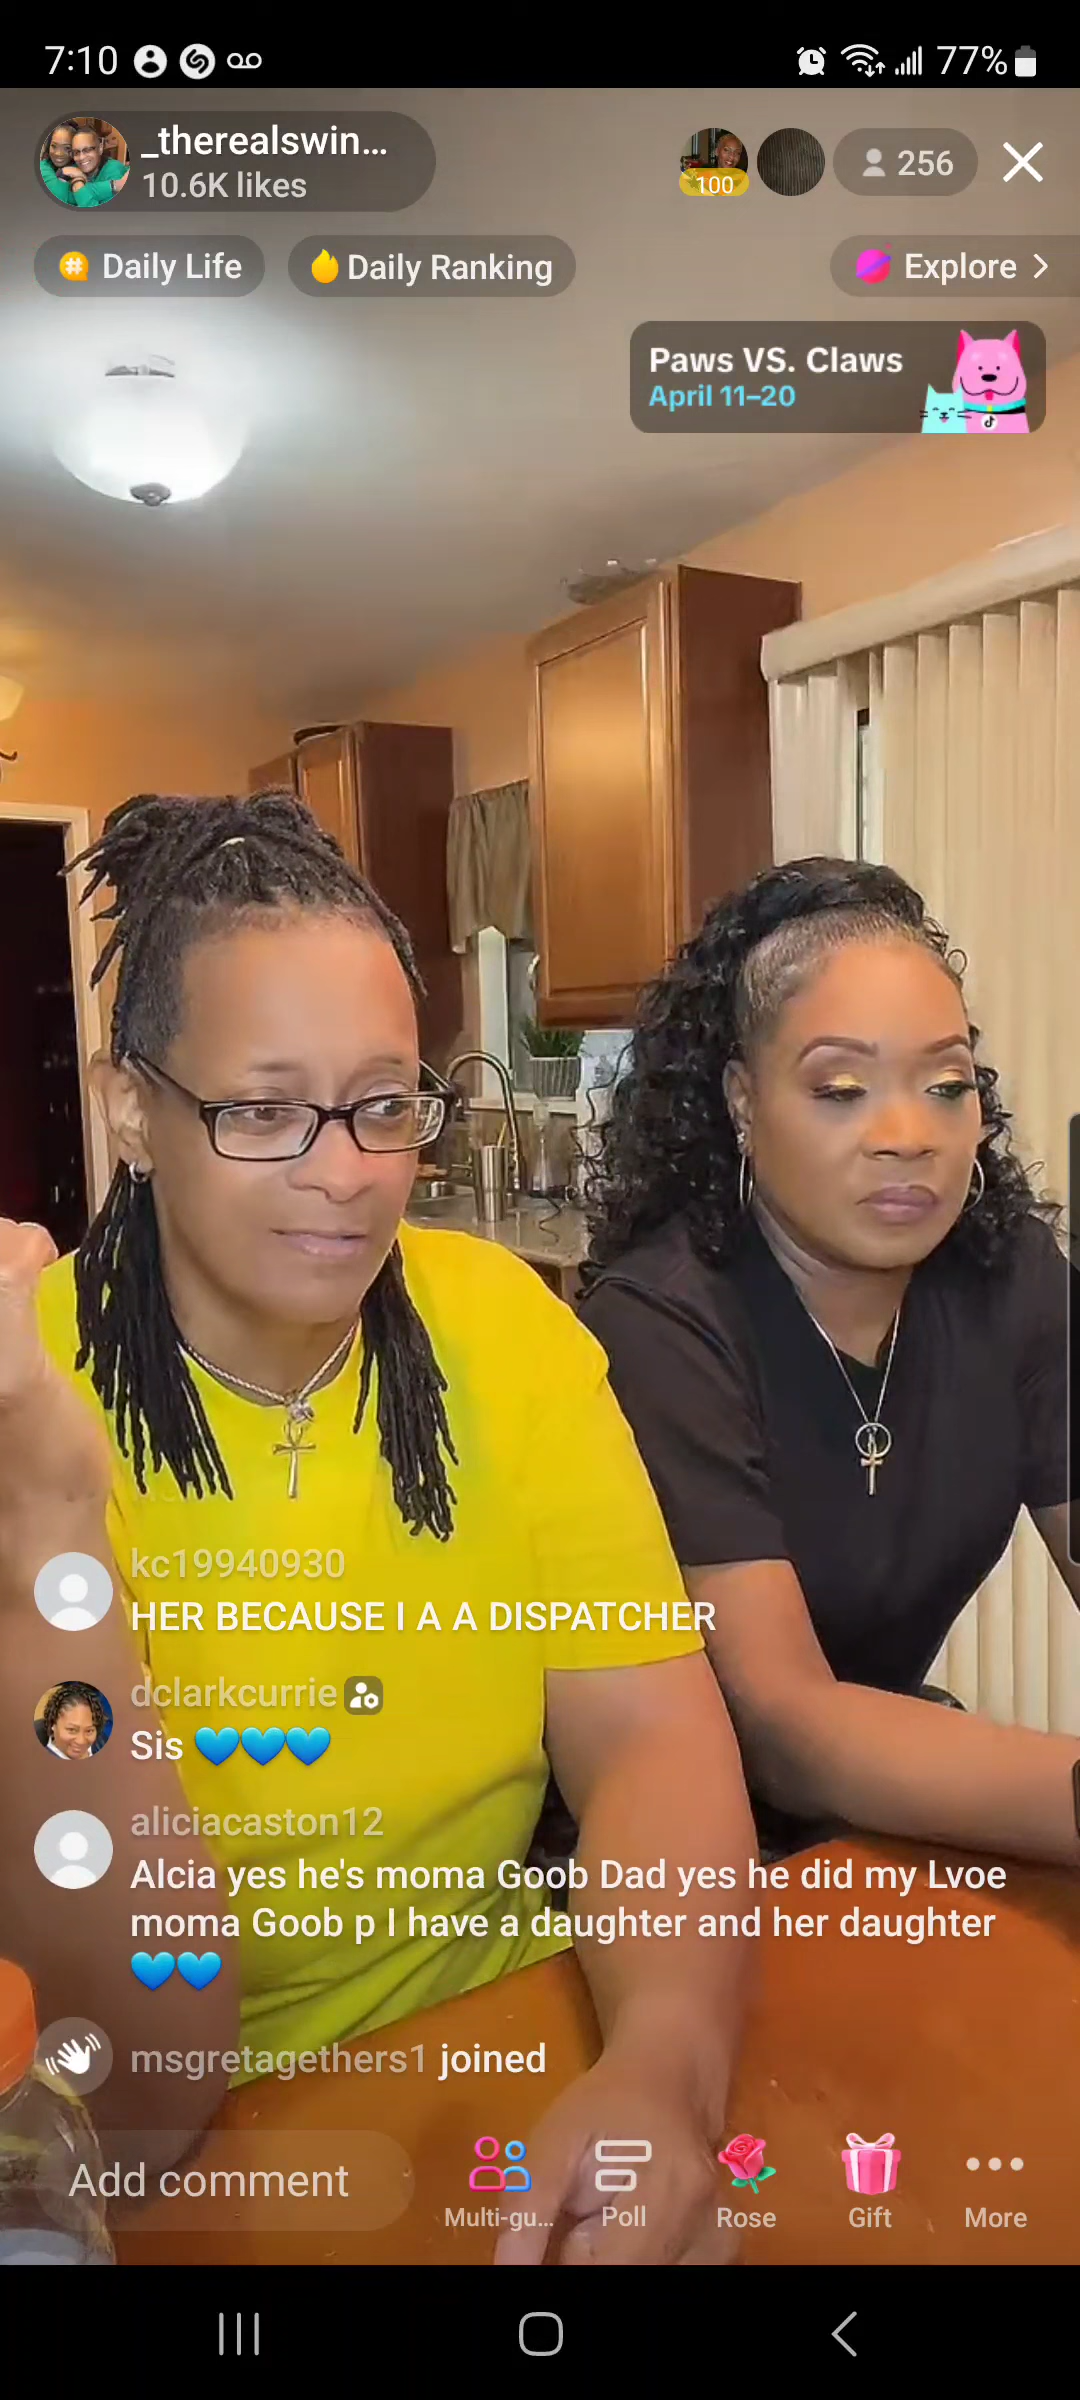 7:10
77%
_therealswin...
10.6K likes
100
256
Daily Life
Daily Ranking
Explore
Paws VS. Claws
April 11–20
kc19940930
HER BECAUSE I A A DISPATCHER
dclarkcurrie
Sis 💙💙💙
aliciacaston12
Alcia yes he's moma Goob Dad yes he did my Lvoe
moma Goob p I have a daughter and her daughter
💙💙
msgretagethers1 joined
Add comment
Multi-gu...
Poll
Rose
Gift
More